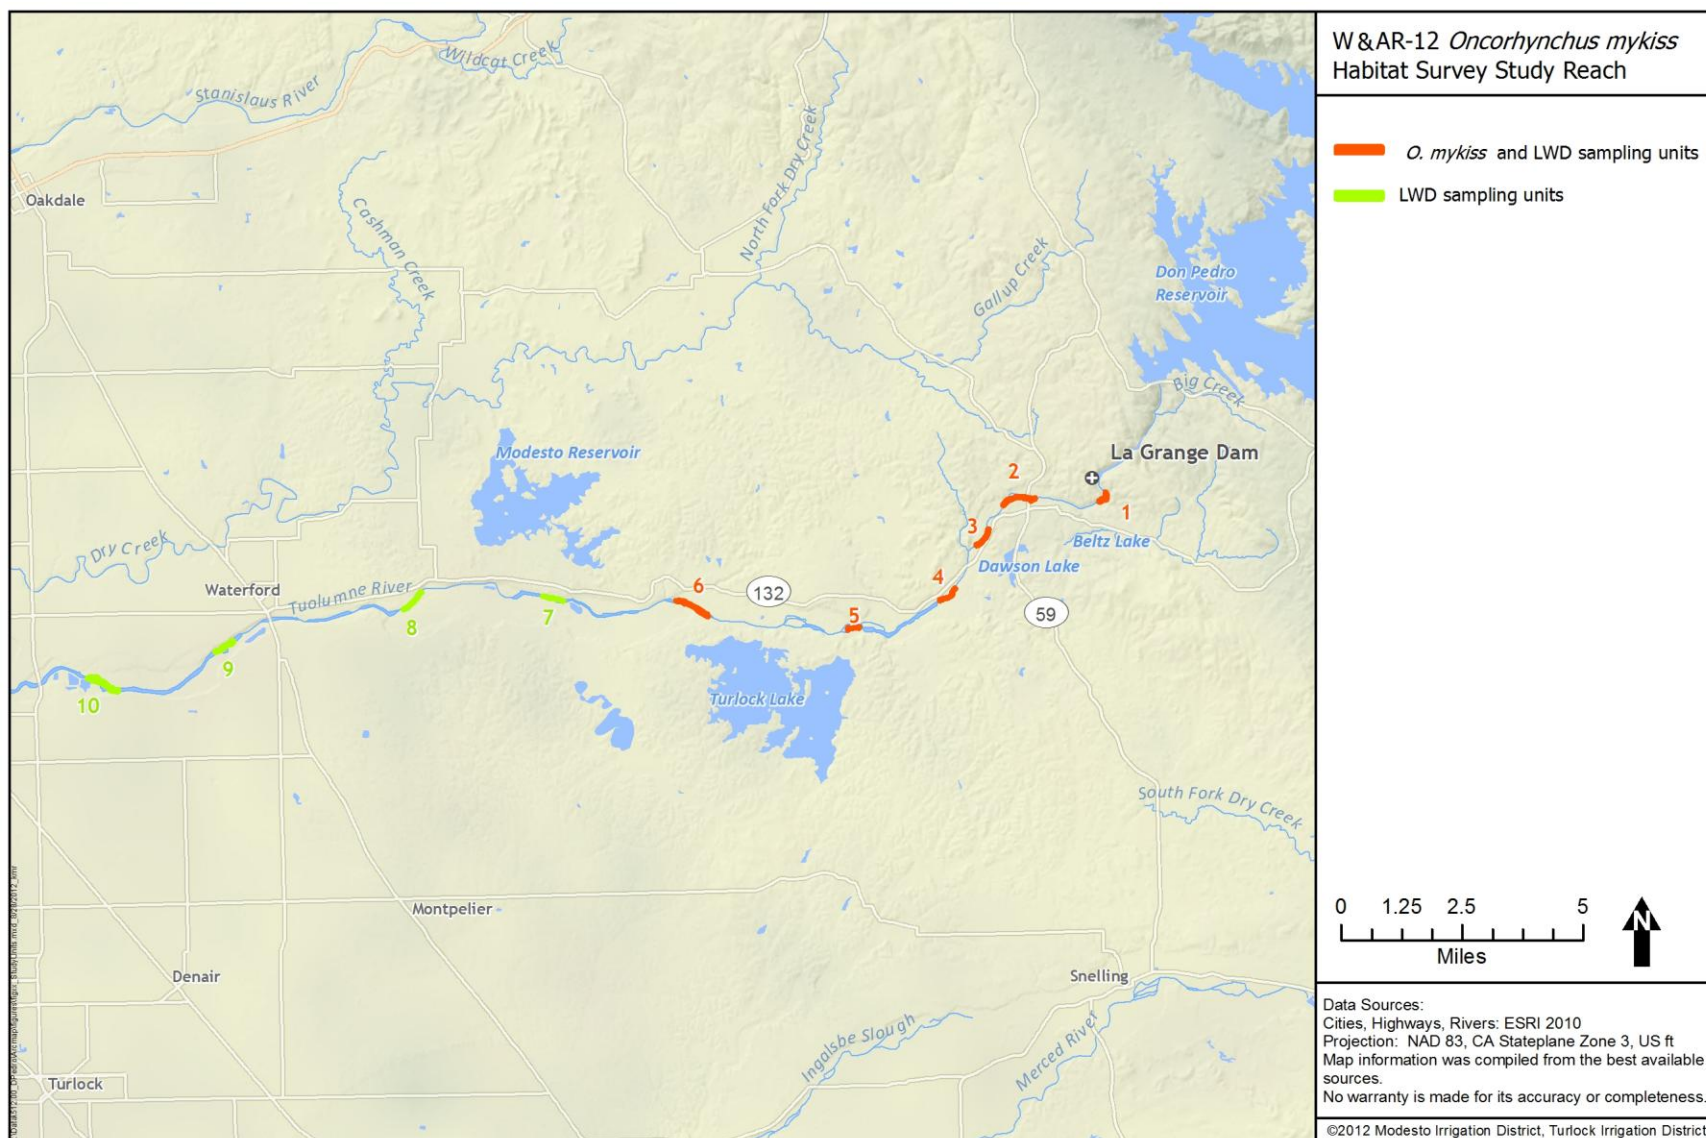 W&AR-12 Oncorhynchus mykiss
Habitat Survey Study Reach
O. mykiss and LWD sampling units
LWD sampling units
Wildcat Creek
Stanislaus River
Oakdale
Cashman Creek
North Fork Dry Creek
Gallup Creek
Don Pedro
Reservoir
Big Creek
Modesto Reservoir
La Grange Dam
2
1
3
Beltz Lake
Dry Creek
Dawson Lake
Waterford
Tuolumne River
6
132
4
59
8
7
5
9
10
Turlock Lake
South Fork Dry Creek
Montpelier
Denair
Snelling
Ingalsbe Slough
Merced River
Turlock
0 1.25 2.5 5
Miles
N
Data Sources:
Cities, Highways, Rivers: ESRI 2010
Projection: NAD 83, CA Stateplane Zone 3, US ft
Map information was compiled from the best available
sources.
No warranty is made for its accuracy or completeness.
©2012 Modesto Irrigation District, Turlock Irrigation District